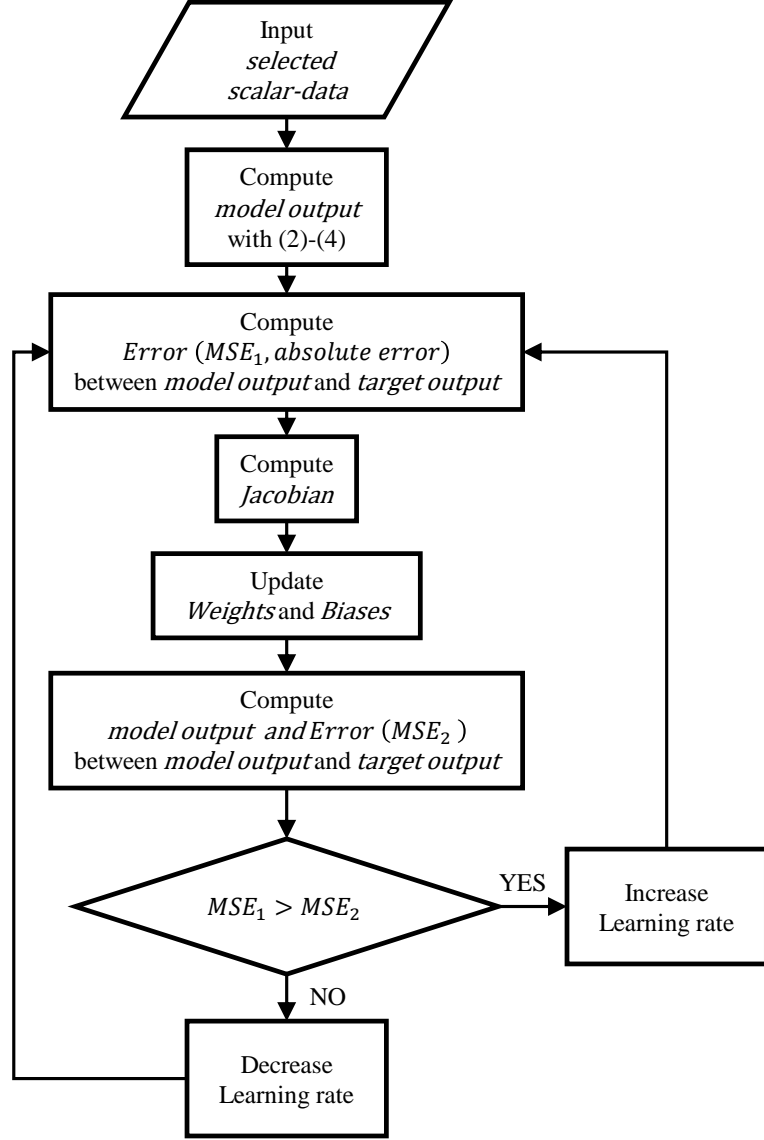 Input
selected
scalar-data
Compute
model output
with (2)-(4)
Compute
Error (MSE₁, absolute error)
between model output and target output
Compute
Jacobian
Update
Weights and Biases
Compute
model output and Error (MSE₂ )
between model output and target output
MSE₁ > MSE₂
YES
Increase
Learning rate
NO
Decrease
Learning rate